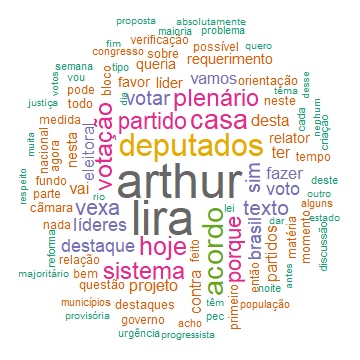 proposta absolutamente
fim maioria problema
verificação quero
congresso sobre possível
semana tipo queria requerimento
votos vou favor líder vamos orientação
pode bloco tema desse
justiça todo dia votar plenário neste cada nenhum
muita medida partido casa desta criação
nacional agora nesta eleitoral votação deputados relator
respeito fundo ter tempo
parte vai rio arthur sim fazer deste
câmara vexa lira voto outro
nada líderes acordo lei texto alguns
destaque hoje porque brasil matéria estado
reforma relação feito partidos momento discussão
majoritário bem sistema contra
questão projeto primeiro então antes
municípios destaques têm noite
provisória governo acho pec população
urgência progressista